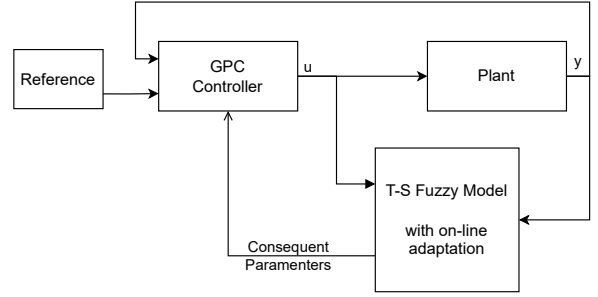 Reference
GPC
Controller
u
Plant
y
T-S Fuzzy Model
with on-line
adaptation
Consequent
Paramenters